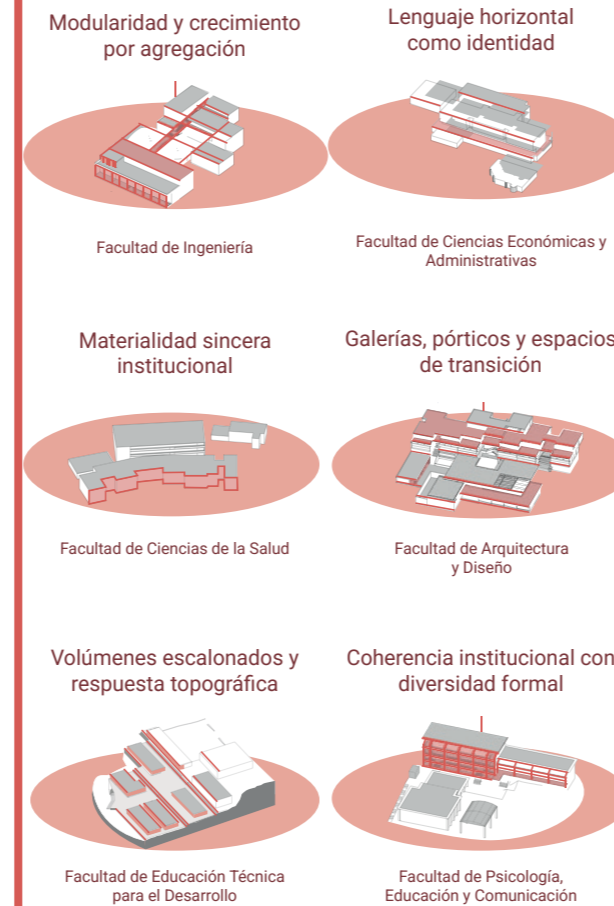 Modularidad y crecimiento
por agregación
Facultad de Ingeniería
Lenguaje horizontal
como identidad
Facultad de Ciencias Económicas y
Administrativas
Materialidad sincera
institucional
Facultad de Ciencias de la Salud
Galerías, pórticos y espacios
de transición
Facultad de Arquitectura
y Diseño
Volúmenes escalonados y
respuesta topográfica
Facultad de Educación Técnica
para el Desarrollo
Coherencia institucional con
diversidad formal
Facultad de Psicología,
Educación y Comunicación